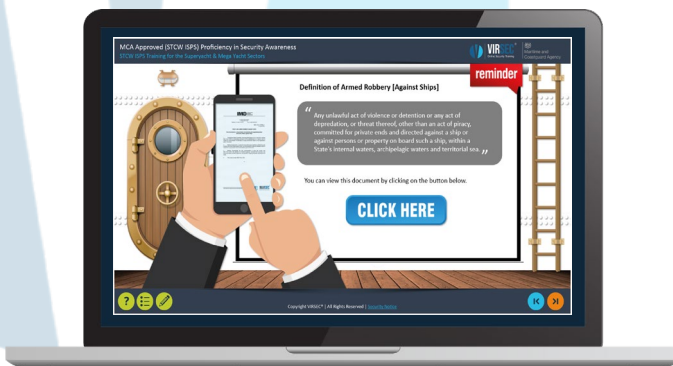 MCA Approved (STCW ISPS) Proficiency in Security Awareness
STCW ISPS Training for the Superyacht & Mega Yacht Sectors
VIRSEC
Maritime and
Coastguard Agency
reminder
Definition of Armed Robbery [Against Ships]
“ Any unlawful act of violence or detention or any act of
depredation, or threat thereof, other than an act of piracy,
committed for private ends and directed against a ship or
against persons or property on board such a ship, within a
State's internal waters, archipelagic waters and territorial sea. ”
You can view this document by clicking on the button below.
CLICK HERE
?
Copyright VIRSEC™ | All Rights Reserved | Security Notice